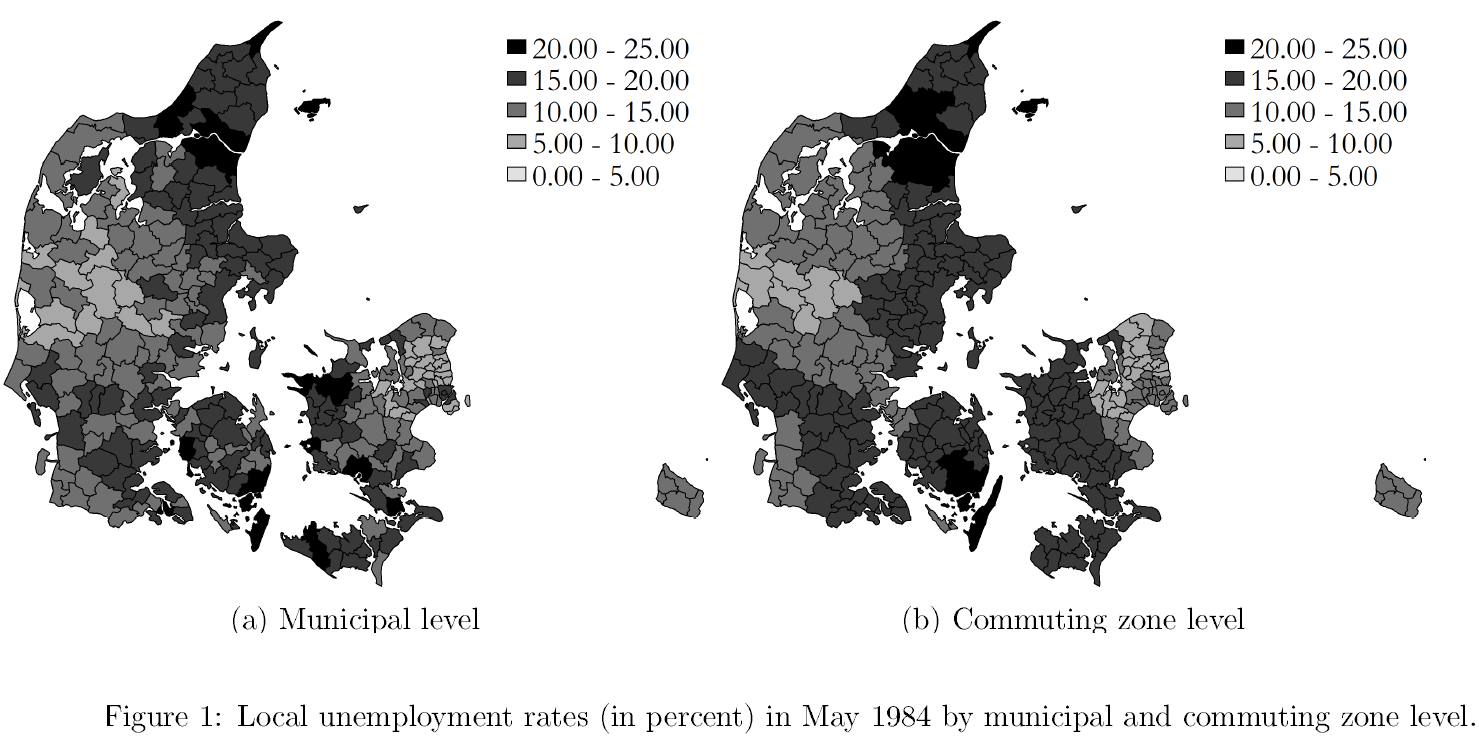 20.00 - 25.00
15.00 - 20.00
10.00 - 15.00
5.00 - 10.00
0.00 - 5.00
(a) Municipal level
20.00 - 25.00
15.00 - 20.00
10.00 - 15.00
5.00 - 10.00
0.00 - 5.00
(b) Commuting zone level
Figure 1: Local unemployment rates (in percent) in May 1984 by municipal and commuting zone level.